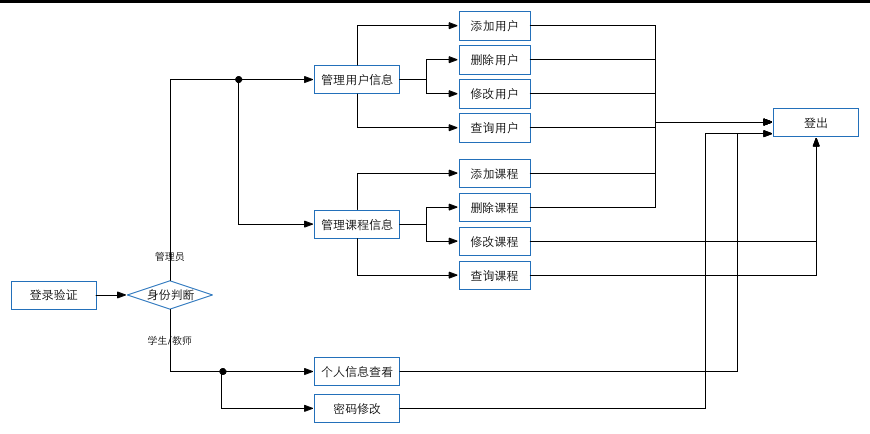 添加用户
删除用户
管理用户信息
修改用户
查询用户
登出
添加课程
删除课程
管理课程信息
修改课程
查询课程
管理员
登录验证
身份判断
学生/教师
个人信息查看
密码修改